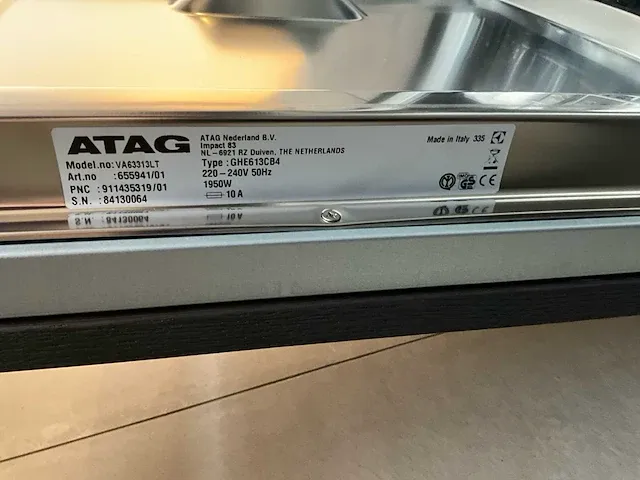 ATAG
ATAG Nederland B.V.
Impact 83
NL-6921 RZ Duiven, THE NETHERLANDS
Made in Italy 335
Model.no: VA63313LT
Type : GHE613CB4
Art.no : 655941/01
220-240V 50Hz
PNC : 911435319/01
1950W
S.N. : 84130064
10 A